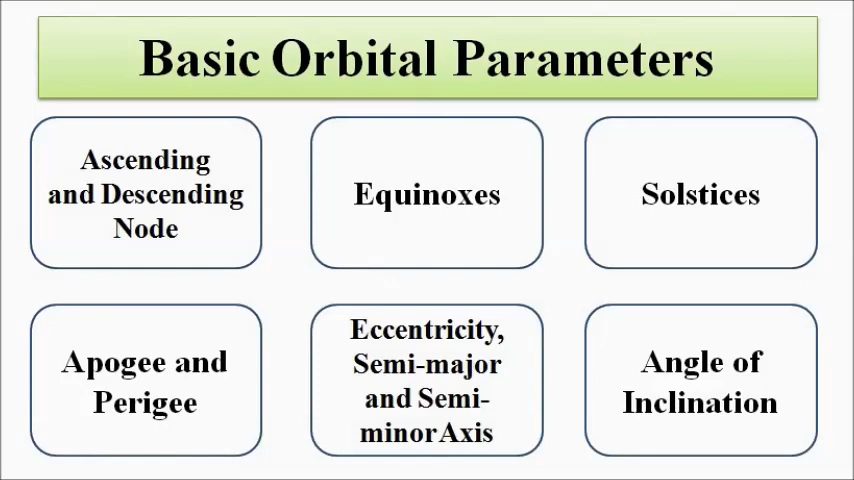 Basic Orbital Parameters
Ascending
and Descending
Node
Equinoxes
Solstices
Apogee and
Perigee
Eccentricity,
Semi-major
and Semi-
minor Axis
Angle of
Inclination